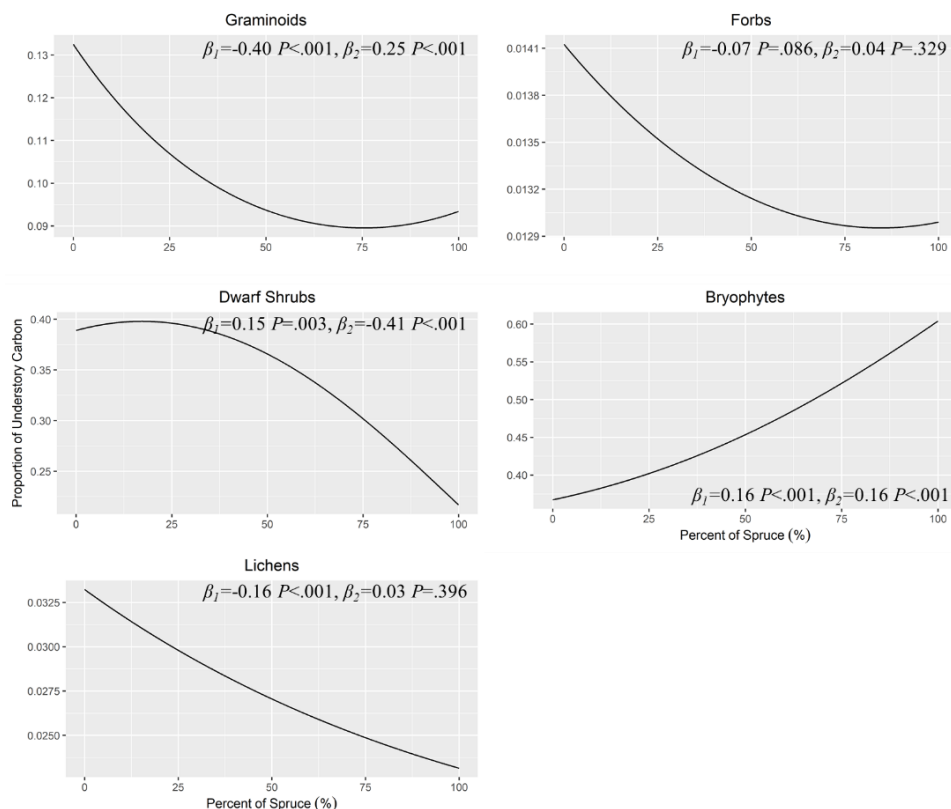 Graminoids
β1=-0.40 P<.001, β2=0.25 P<.001
0.13
0.12
0.11
0.10
0.09
0 25 50 75 100
Forbs
β1=-0.07 P=.086, β2=0.04 P=.329
0.0141
0.0138
0.0135
0.0132
0.0129
0 25 50 75 100
Proportion of Understory Carbon
Dwarf Shrubs
β1=0.15 P=.003, β2=-0.41 P<.001
0.40
0.35
0.30
0.25
0 25 50 75 100
Bryophytes
0.60
0.55
0.50
0.45
0.40
β1=0.16 P<.001, β2=0.16 P<.001
0 25 50 75 100
Percent of Spruce (%)
Lichens
β1=-0.16 P<.001, β2=0.03 P=.396
0.0325
0.0300
0.0275
0.0250
0 25 50 75 100
Percent of Spruce (%)